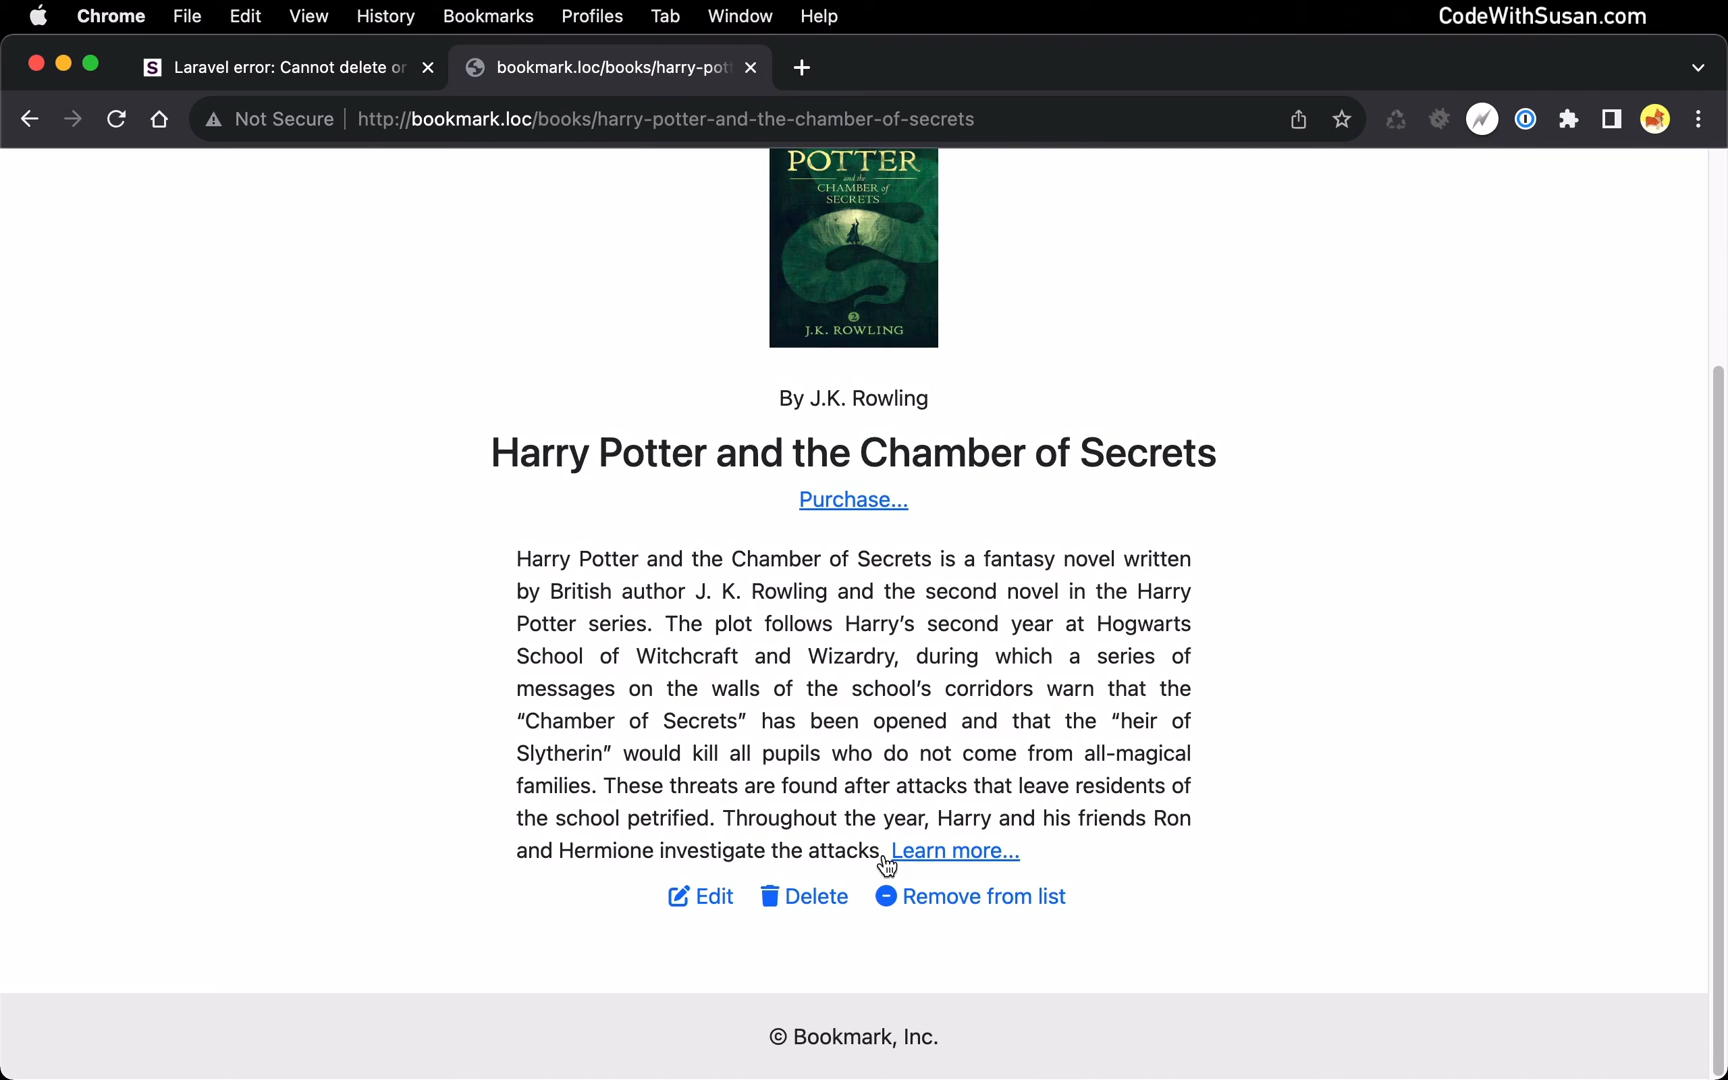 Chrome File Edit View History Bookmarks Profiles Tab Window Help CodeWithSusan.com
S Laravel error: Cannot delete or bookmark.loc/books/harry-pot
Not Secure http://bookmark.loc/books/harry-potter-and-the-chamber-of-secrets
POTTER
and the
CHAMBER of
SECRETS
2
J.K. ROWLING
By J.K. Rowling
Harry Potter and the Chamber of Secrets
Purchase...
Harry Potter and the Chamber of Secrets is a fantasy novel written
by British author J. K. Rowling and the second novel in the Harry
Potter series. The plot follows Harry’s second year at Hogwarts
School of Witchcraft and Wizardry, during which a series of
messages on the walls of the school’s corridors warn that the
“Chamber of Secrets” has been opened and that the “heir of
Slytherin” would kill all pupils who do not come from all-magical
families. These threats are found after attacks that leave residents of
the school petrified. Throughout the year, Harry and his friends Ron
and Hermione investigate the attacks. Learn more...
Edit Delete Remove from list
© Bookmark, Inc.